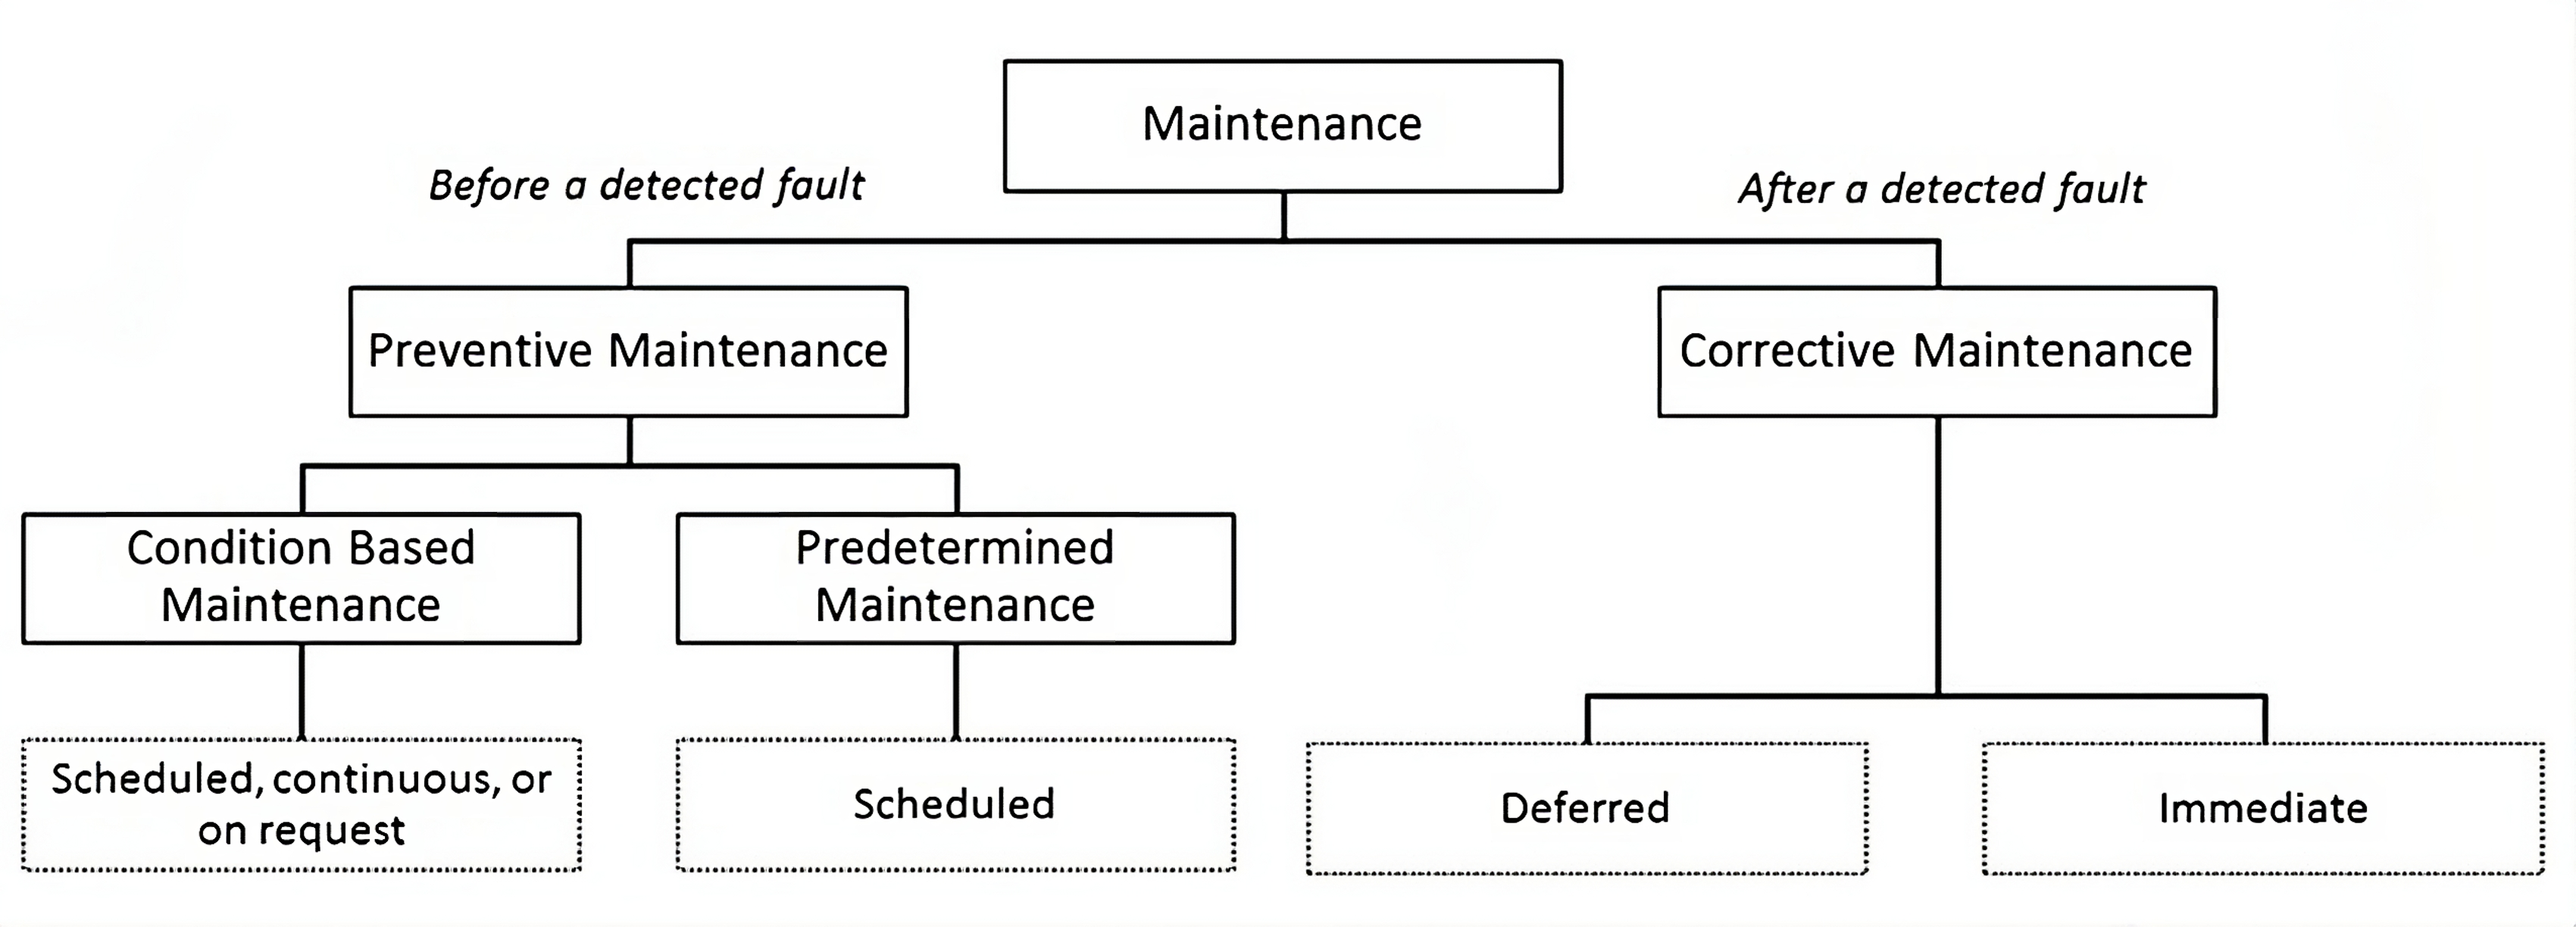 Maintenance
Before a detected fault
After a detected fault
Preventive Maintenance
Corrective Maintenance
Condition Based
Maintenance
Predetermined
Maintenance
Scheduled, continuous, or
on request
Scheduled
Deferred
Immediate